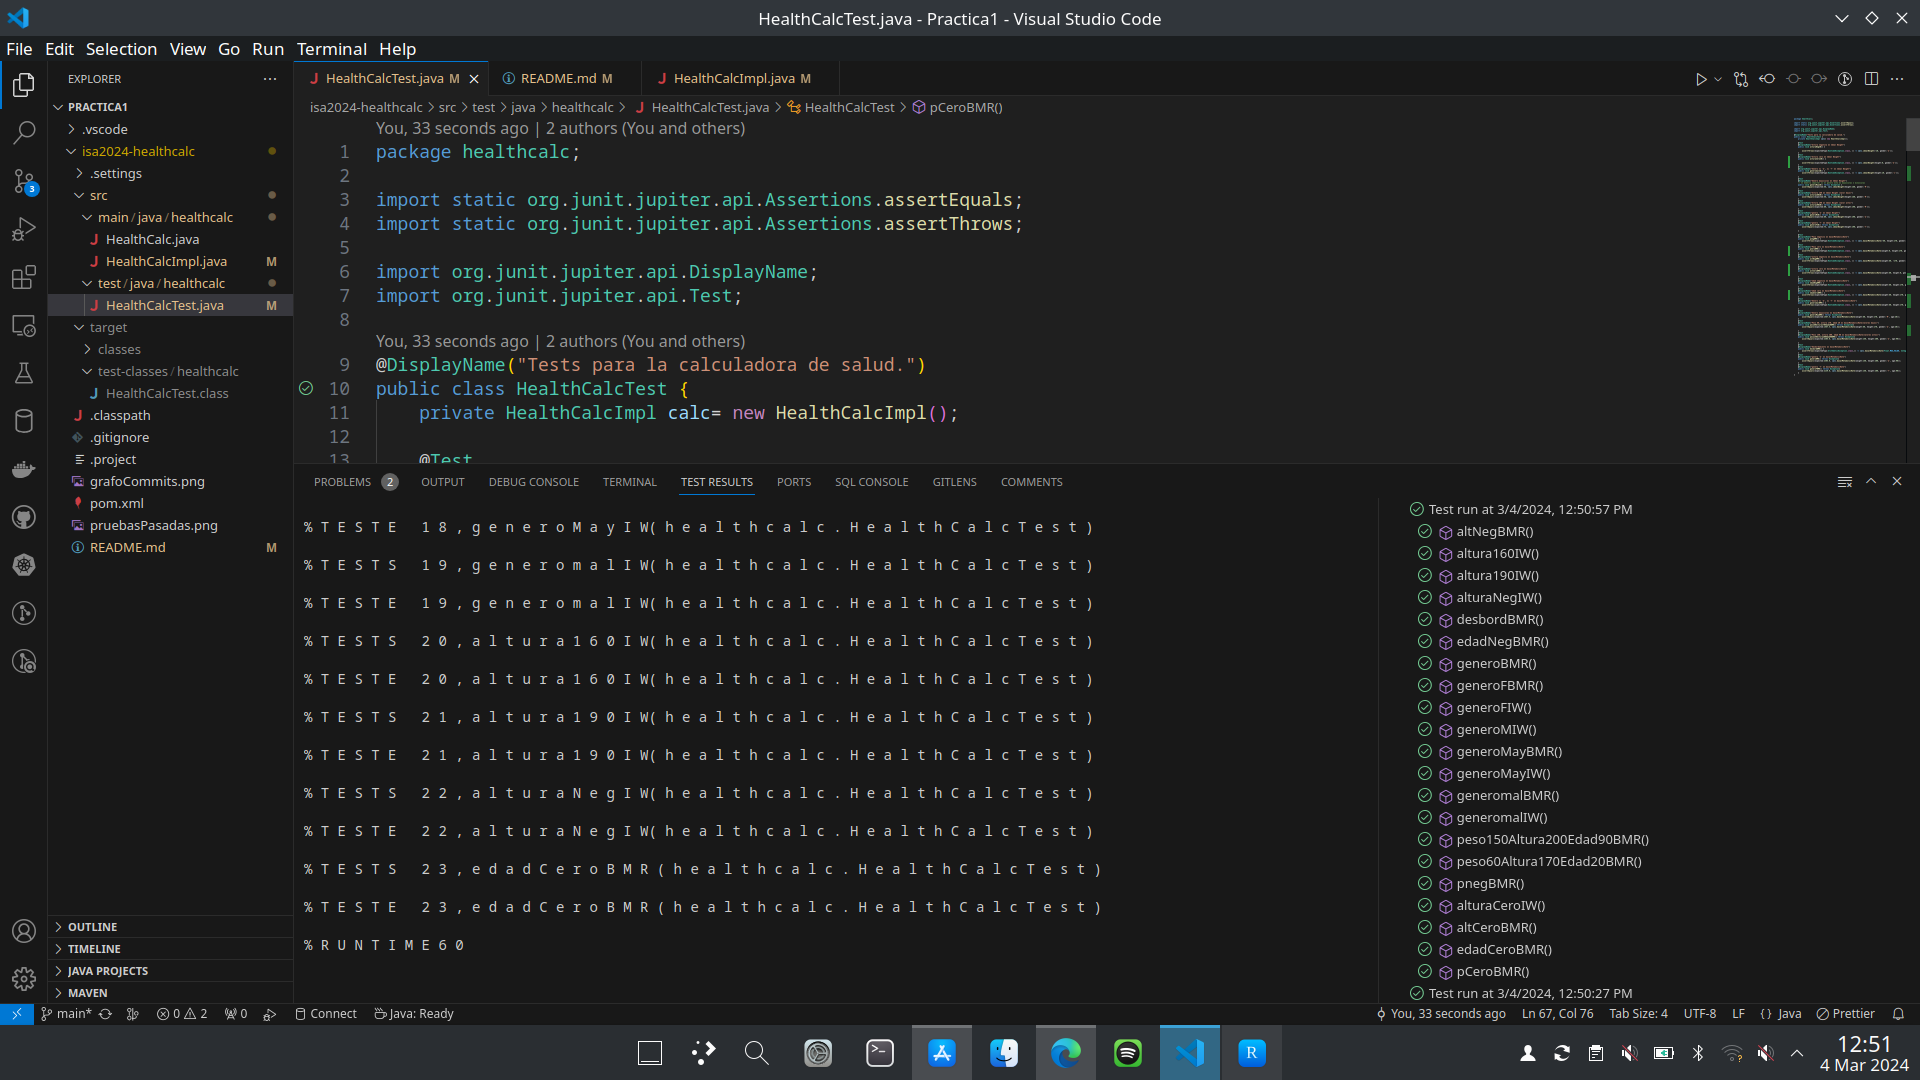 HealthCalcTest.java - Practica1 - Visual Studio Code
File Edit Selection View Go Run Terminal Help
EXPLORER
PRACTICA1
.vscode
isa2024-healthcalc
.settings
src
main/java/healthcalc
HealthCalc.java
HealthCalcImpl.java M
test/java/healthcalc
HealthCalcTest.java M
target
classes
test-classes/healthcalc
HealthCalcTest.class
.classpath
.gitignore
.project
grafoCommits.png
pom.xml
pruebasPasadas.png
README.md M
OUTLINE
TIMELINE
JAVA PROJECTS
MAVEN
3
HealthCalcTest.java M
README.md M
HealthCalcImpl.java M
isa2024-healthcalc > src > test > java > healthcalc > HealthCalcTest.java > HealthCalcTest > pCeroBMR()
You, 33 seconds ago | 2 authors (You and others)
1 package healthcalc;
2
3 import static org.junit.jupiter.api.Assertions.assertEquals;
4 import static org.junit.jupiter.api.Assertions.assertThrows;
5
6 import org.junit.jupiter.api.DisplayName;
7 import org.junit.jupiter.api.Test;
8
You, 33 seconds ago | 2 authors (You and others)
9 @DisplayName("Tests para la calculadora de salud.")
10 public class HealthCalcTest {
11 private HealthCalcImpl calc= new HealthCalcImpl();
12
13 @Test
PROBLEMS 2 OUTPUT DEBUG CONSOLE TERMINAL TEST RESULTS PORTS SQL CONSOLE GITLENS COMMENTS
%TESTE 18,generoMayIW(healthcalc.HealthCalcTest)
%TESTS 19,generomalIW(healthcalc.HealthCalcTest)
%TESTE 19,generomalIW(healthcalc.HealthCalcTest)
%TESTS 20,altura160IW(healthcalc.HealthCalcTest)
%TESTE 20,altura160IW(healthcalc.HealthCalcTest)
%TESTS 21,altura190IW(healthcalc.HealthCalcTest)
%TESTE 21,altura190IW(healthcalc.HealthCalcTest)
%TESTS 22,alturaNegIW(healthcalc.HealthCalcTest)
%TESTE 22,alturaNegIW(healthcalc.HealthCalcTest)
%TESTS 23,edadCeroBMR(healthcalc.HealthCalcTest)
%TESTE 23,edadCeroBMR(healthcalc.HealthCalcTest)
%RUNTIME60
Test run at 3/4/2024, 12:50:57 PM
altNegBMR()
altura160IW()
altura190IW()
alturaNegIW()
desbordBMR()
edadNegBMR()
generoBMR()
generoFBMR()
generoFIW()
generoMIW()
generoMayBMR()
generoMayIW()
generomalBMR()
generomalIW()
peso150Altura200Edad90BMR()
peso60Altura170Edad20BMR()
pnegBMR()
alturaCeroIW()
altCeroBMR()
edadCeroBMR()
pCeroBMR()
Test run at 3/4/2024, 12:50:27 PM
main* 0 2 0 Connect Java: Ready
You, 33 seconds ago Ln 67, Col 76 Tab Size: 4 UTF-8 LF {} Java Prettier
R
12:51
4 Mar 2024